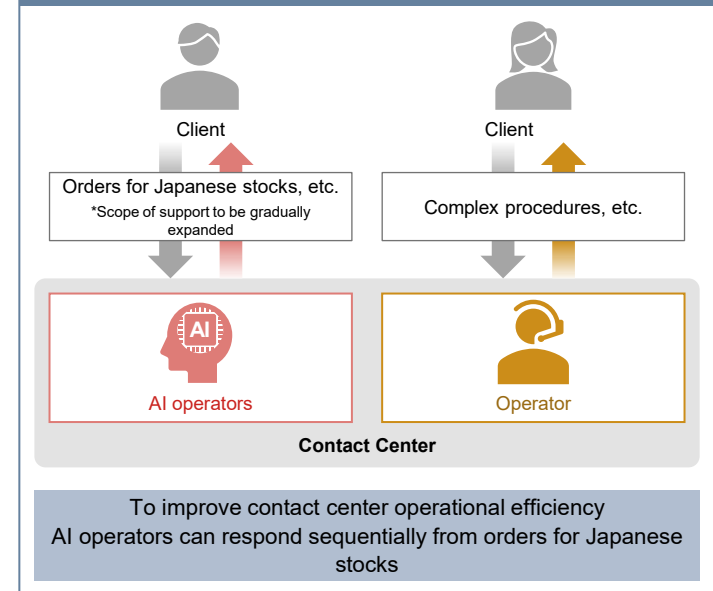 Client
Client
Orders for Japanese stocks, etc.
*Scope of support to be gradually
expanded
Complex procedures, etc.
AI
AI operators
Operator
Contact Center
To improve contact center operational efficiency
AI operators can respond sequentially from orders for Japanese
stocks